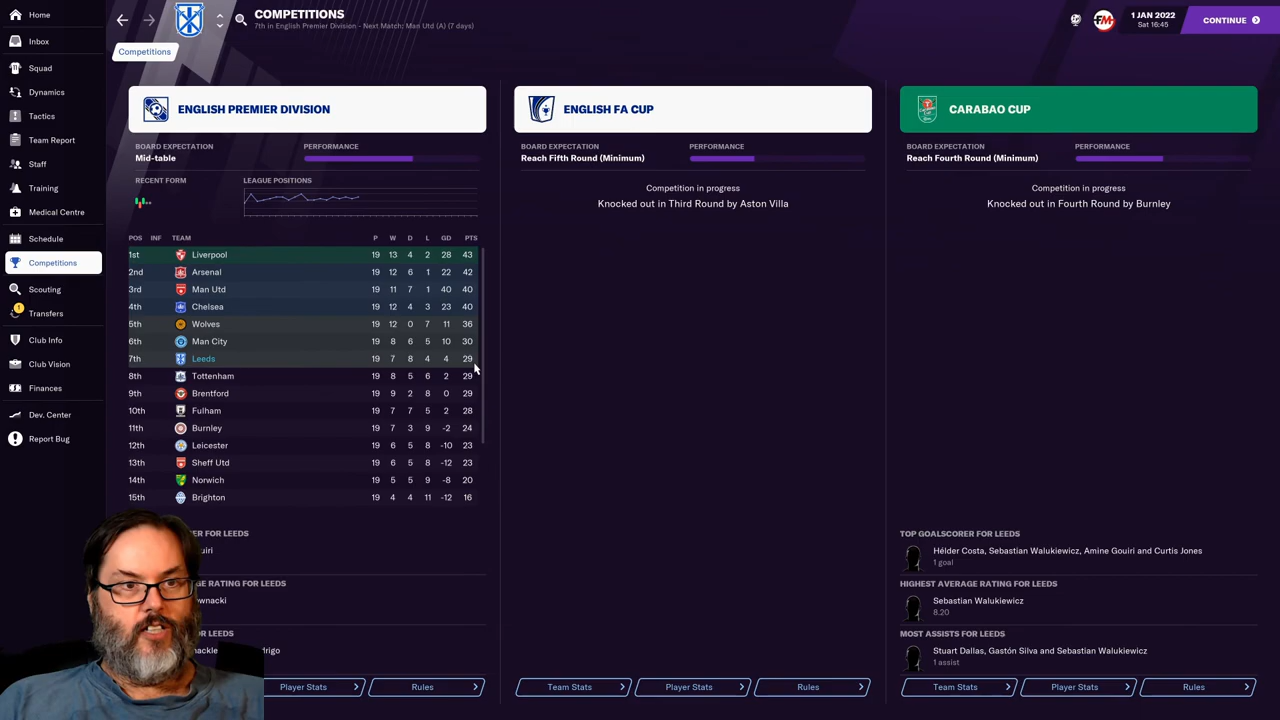 Home
COMPETITIONS
7th in English Premier Division - Next Match: Man Utd (A) (7 days)
FM
1 JAN 2022
Sat 16:45
CONTINUE
Inbox
Squad
Dynamics
Tactics
Team Report
Staff
Training
Medical Centre
Schedule
Competitions
Scouting
1
Transfers
Club Info
Club Vision
Finances
Dev. Center
Report Bug
Competitions
ENGLISH PREMIER DIVISION
BOARD EXPECTATION PERFORMANCE
Mid-table
RECENT FORM LEAGUE POSITIONS
POS INF TEAM P W D L GD PTS
1st Liverpool 19 13 4 2 28 43
2nd Arsenal 19 12 6 1 22 42
3rd Man Utd 19 11 7 1 40 40
4th Chelsea 19 12 4 3 23 40
5th Wolves 19 12 0 7 11 36
6th Man City 19 8 6 5 10 30
7th Leeds 19 7 8 4 4 29
8th Tottenham 19 8 5 6 2 29
9th Brentford 19 9 2 8 0 29
10th Fulham 19 7 7 5 2 28
11th Burnley 19 7 3 9 -2 24
12th Leicester 19 6 5 8 -10 23
13th Sheff Utd 19 6 5 8 -12 23
14th Norwich 19 5 5 9 -8 20
15th Brighton 19 4 4 11 -12 16
ER FOR LEEDS
uiri
GE RATING FOR LEEDS
wnacki
OR LEEDS
hackle
drigo
Player Stats
Rules
ENGLISH FA CUP
BOARD EXPECTATION PERFORMANCE
Reach Fifth Round (Minimum)
Competition in progress
Knocked out in Third Round by Aston Villa
Team Stats
Player Stats
Rules
CARABAO CUP
BOARD EXPECTATION PERFORMANCE
Reach Fourth Round (Minimum)
Competition in progress
Knocked out in Fourth Round by Burnley
TOP GOALSCORER FOR LEEDS
Hélder Costa, Sebastian Walukiewicz, Amine Gouiri and Curtis Jones
1 goal
HIGHEST AVERAGE RATING FOR LEEDS
Sebastian Walukiewicz
8.20
MOST ASSISTS FOR LEEDS
Stuart Dallas, Gastón Silva and Sebastian Walukiewicz
1 assist
Team Stats
Player Stats
Rules